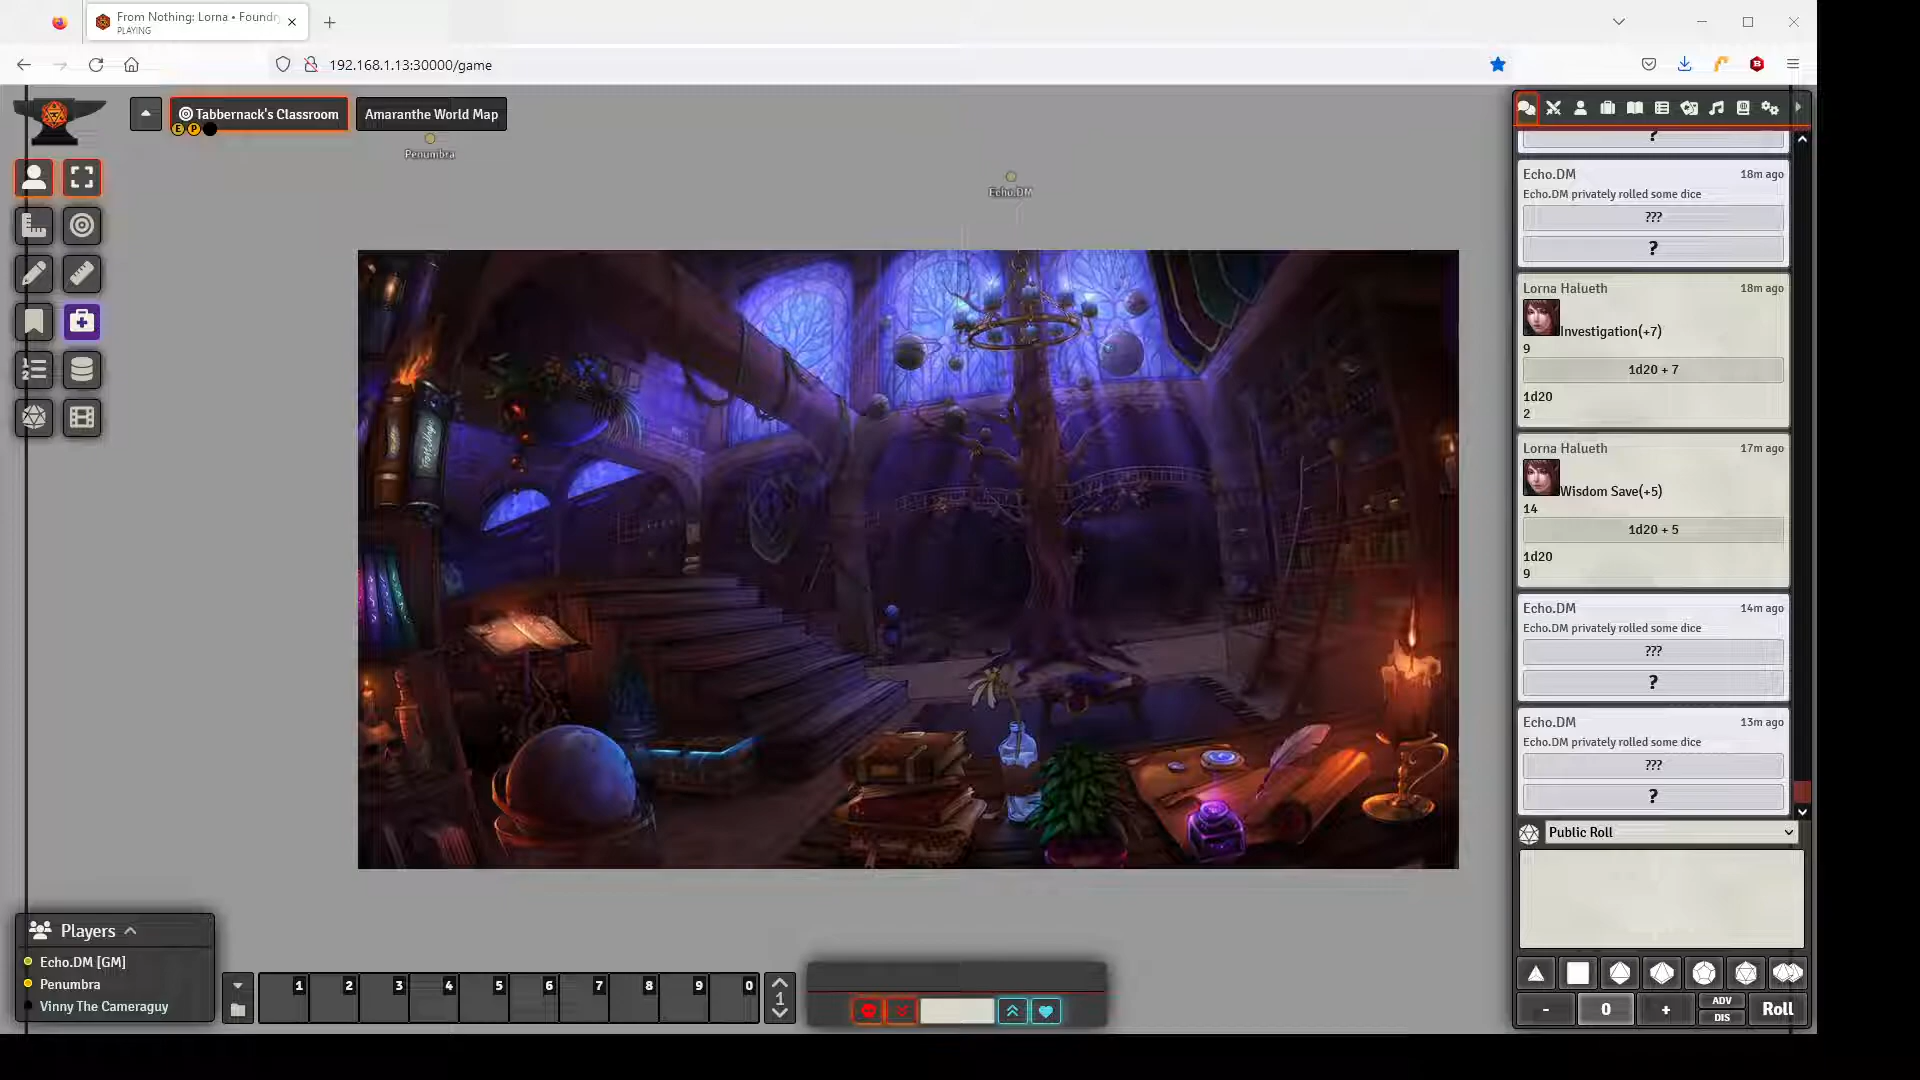 From Nothing: Lorna • Foundr
PLAYING
192.168.1.13:30000/game
Tabbernack's Classroom
Amaranthe World Map
E P
Penumbra
Echo.DM
?
Echo.DM 18m ago
Echo.DM privately rolled some dice
???
?
Lorna Halueth 18m ago
Investigation(+7)
9
1d20 + 7
1d20
2
Lorna Halueth 17m ago
Wisdom Save(+5)
14
1d20 + 5
1d20
9
Echo.DM 14m ago
Echo.DM privately rolled some dice
???
?
Echo.DM 13m ago
Echo.DM privately rolled some dice
???
?
Public Roll
- 0 + ADV DIS Roll
Players
Echo.DM [GM]
Penumbra
Vinny The Cameraguy
1 2 3 4 5 6 7 8 9 0
1